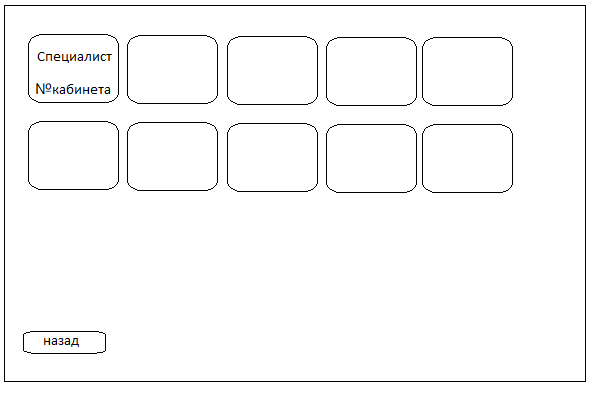 Специалист
№кабинета
назад